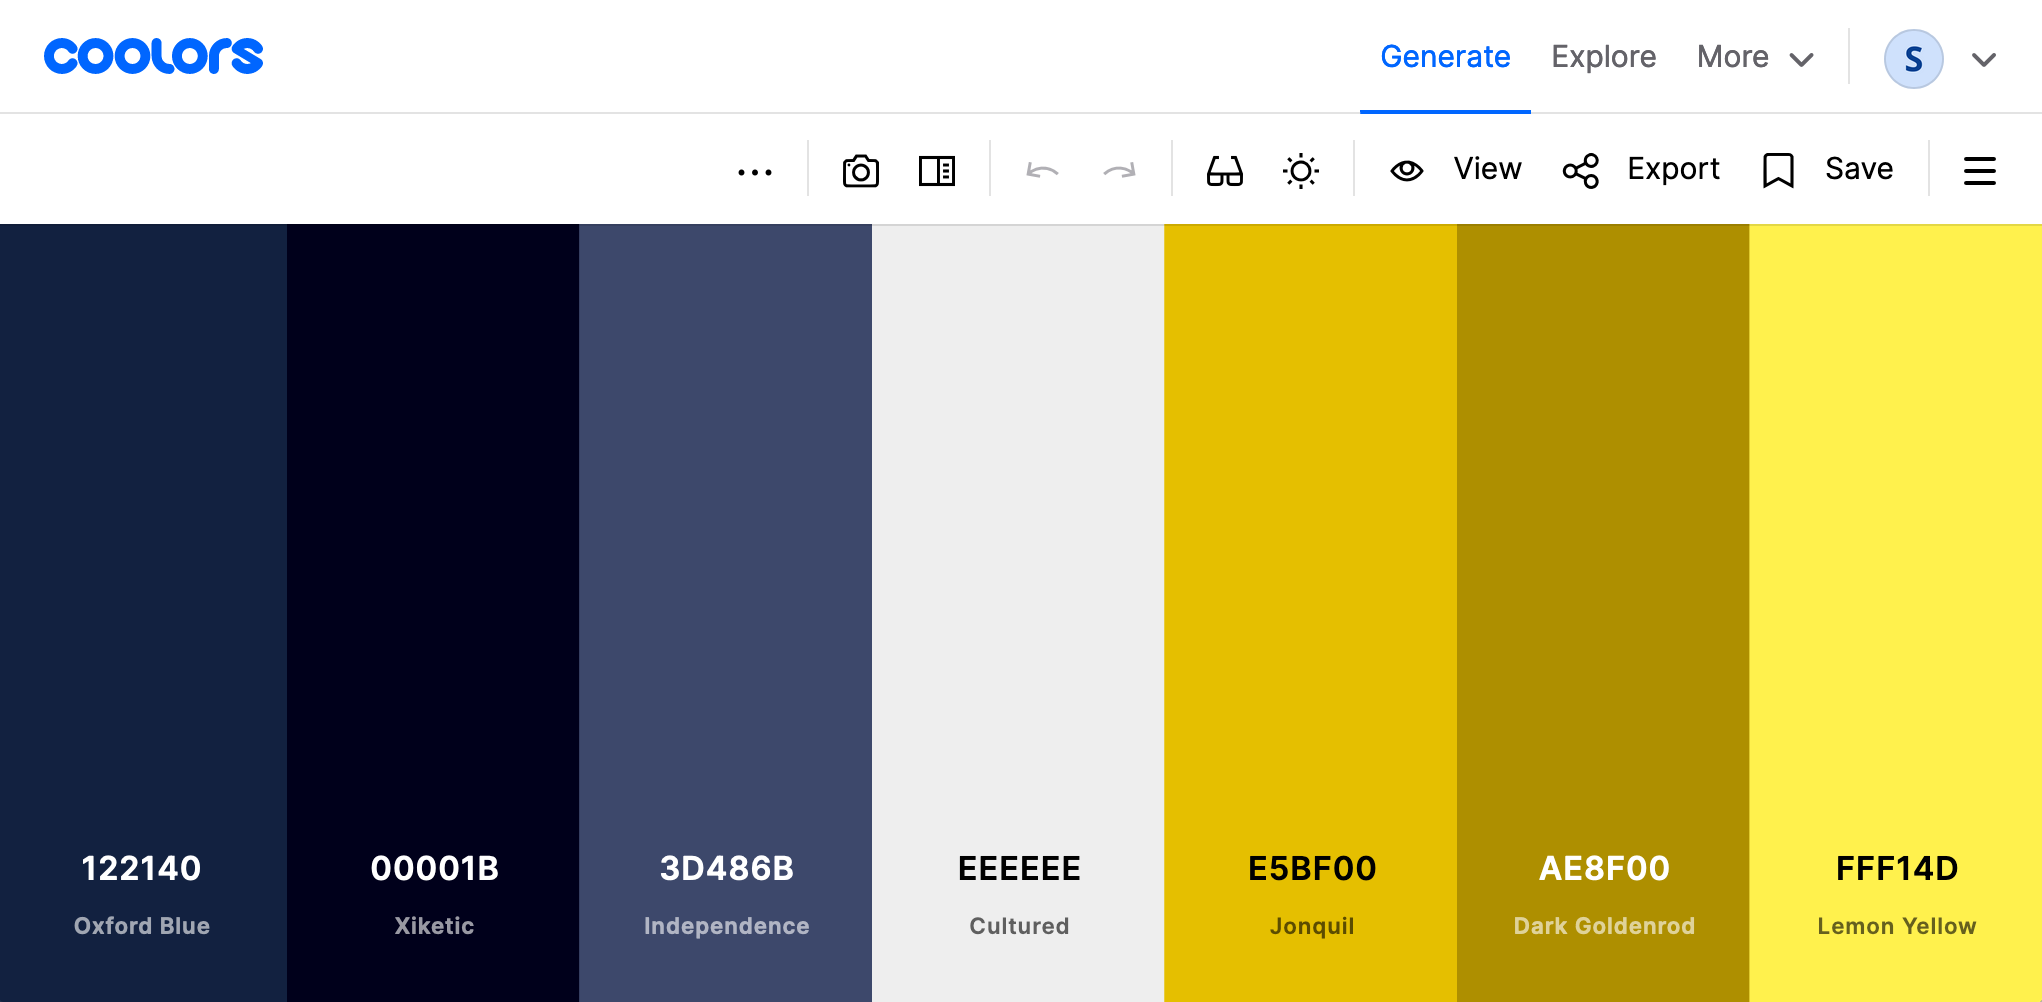 coolors
Generate Explore More S
View Export Save
122140 00001B 3D486B EEEEEE E5BF00 AE8F00 FFF14D
Oxford Blue Xiketic Independence Cultured Jonquil Dark Goldenrod Lemon Yellow